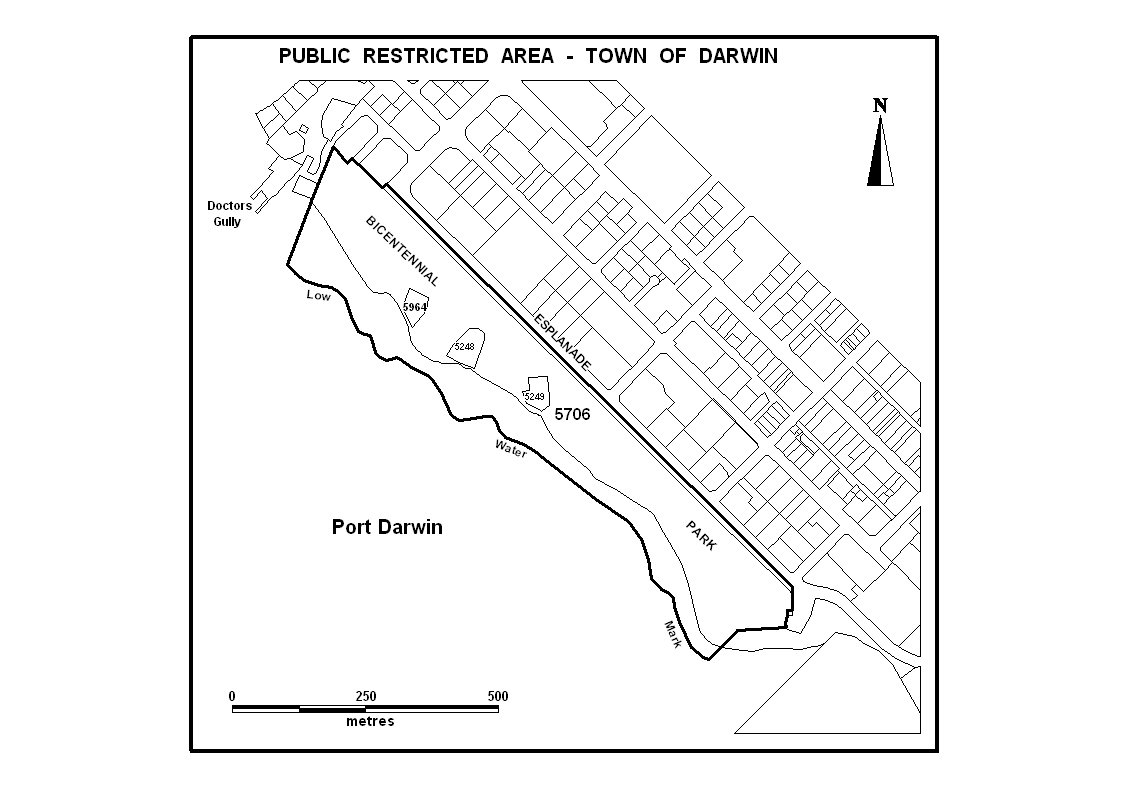 PUBLIC RESTRICTED AREA - TOWN OF DARWIN
N
Doctors
Gully
BICENTENNIAL
Low
5964
ESPLANADE
5248
5249
5706
Water
Port Darwin
PARK
Mark
0 250 500
metres